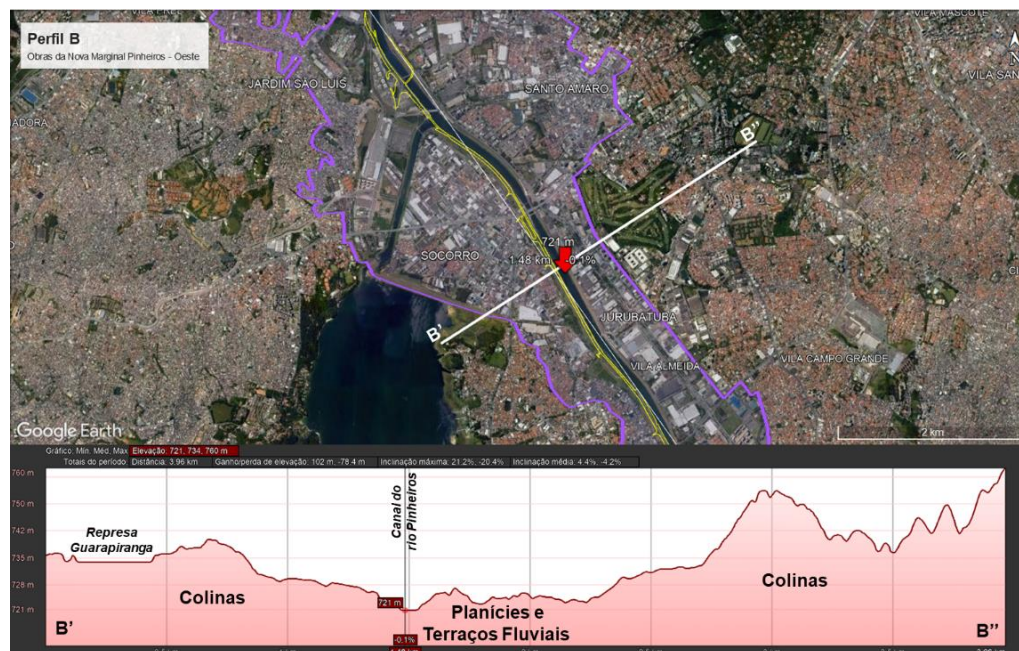 VILA MASCOTE
Perfil B
Obras da Nova Marginal Pinheiros - Oeste
N
JARDIM SÃO LUIS
SANTO AMARO
ADORA
B''
721 m
1.48 km -0.1%
SOCORRO
B'
JURUBATUBA
VILA ALMEIDA
VILA CAMPO GRANDE
Google Earth
2 km
Gráfico: Mín. Méd. Máx Elevação: 721, 734, 760 m
Totais do período: Distância: 3.96 km Ganho/perda de elevação: 102 m, -78.4 m Inclinação máxima: 21.2%, -20.4% Inclinação média: 4.4%, -4.2%
760 m
750 m
742 m
735 m
728 m
721 m
Represa
Guarapiranga
Canal do
rio Pinheiros
Colinas
721 m
Planícies e
Terraços Fluviais
Colinas
B'
-0.1%
B''